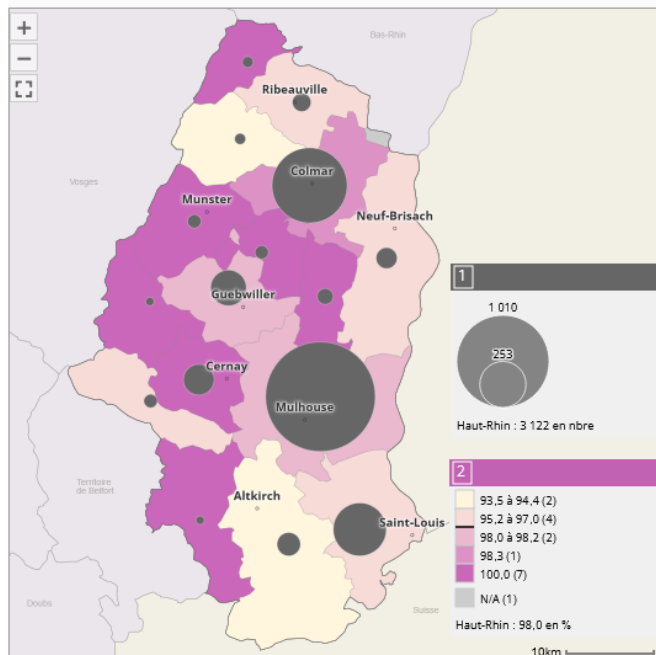 +
−
Bas-Rhin
Ribeauville
Vosges
Colmar
Munster
Neuf-Brisach
Guebwiller
Cernay
Mulhouse
Territoire
de Belfort
Altkirch
Saint-Louis
Doubs
Suisse
1
1 010
253
Haut-Rhin : 3 122 en nbre
2
93,5 à 94,4 (2)
95,2 à 97,0 (4)
98,0 à 98,2 (2)
98,3 (1)
100,0 (7)
N/A (1)
Haut-Rhin : 98,0 en %
10km